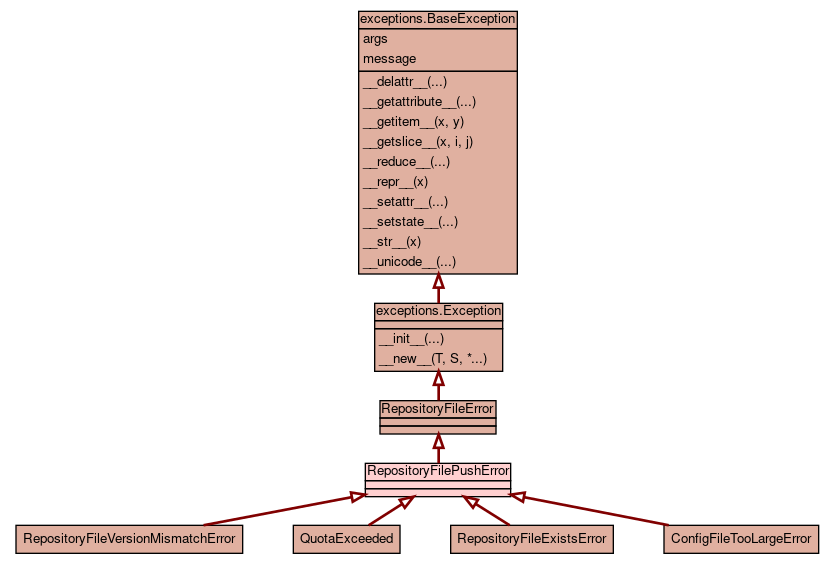 exceptions.BaseException
args
message
__delattr__(...)
__getattribute__(...)
__getitem__(x, y)
__getslice__(x, i, j)
__reduce__(...)
__repr__(x)
__setattr__(...)
__setstate__(...)
__str__(x)
__unicode__(...)
exceptions.Exception
__init__(...)
__new__(T, S, *...)
RepositoryFileError
RepositoryFilePushError
RepositoryFileVersionMismatchError
QuotaExceeded
RepositoryFileExistsError
ConfigFileTooLargeError